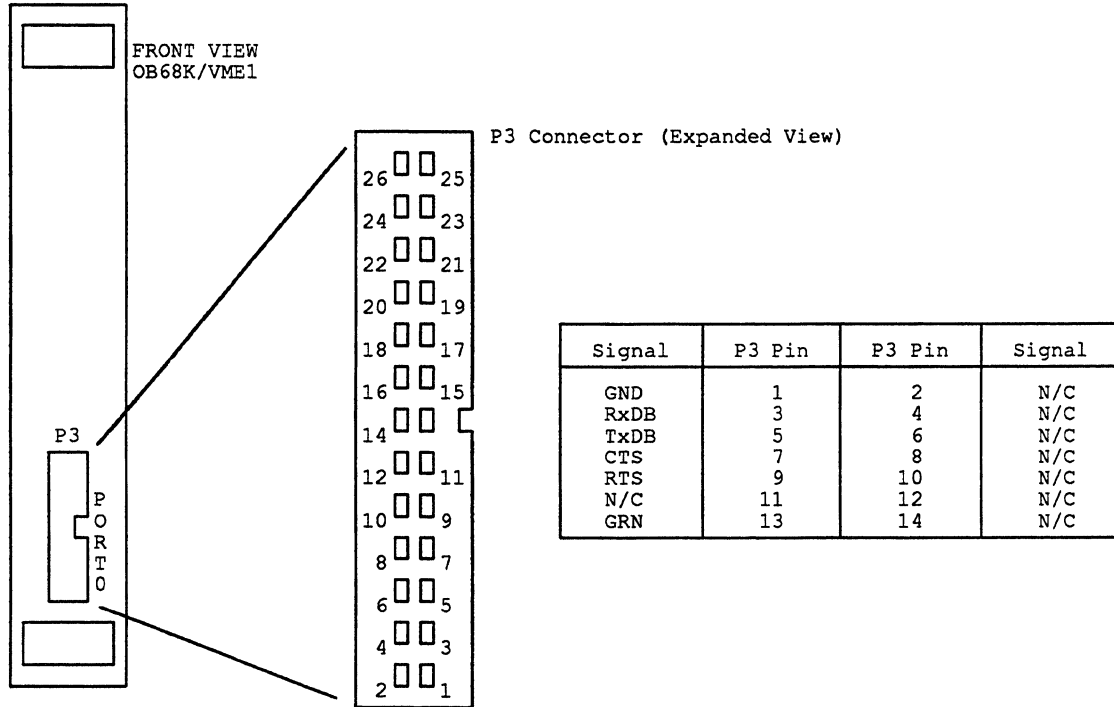 FRONT VIEW
OB68K/VME1
P3 Connector (Expanded View)
26 25
24 23
22 21
20 19
18 17
16 15
14
12 11
10 9
8 7
6 5
4 3
2 1
P3
PORT0
Signal P3 Pin P3 Pin Signal
GND 1 2 N/C
RxDB 3 4 N/C
TxDB 5 6 N/C
CTS 7 8 N/C
RTS 9 10 N/C
N/C 11 12 N/C
GRN 13 14 N/C